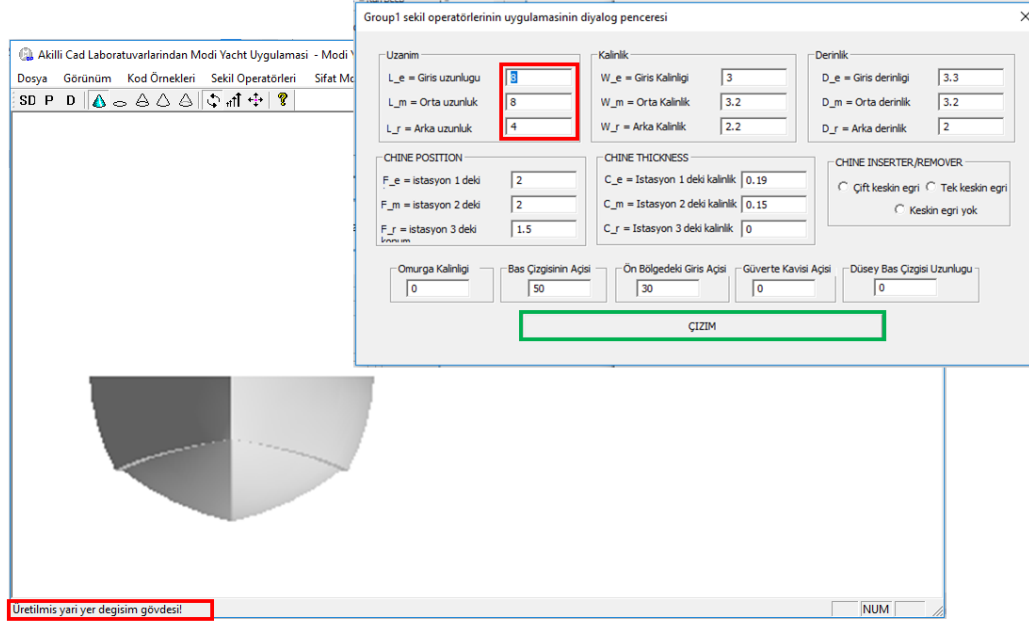 Group1 sekil operatörlerinin uygulamasinin diyalog penceresi
Akilli Cad Laboratuvarlarindan Modi Yacht Uygulamasi - Modi
Dosya Görünüm Kod Örnekleri Sekil Operatörleri Sifat Mo
SD P D
Uzanim
L_e = Giris uzunlugu 8
L_m = Orta uzunluk 8
L_r = Arka uzunluk 4
Kalinlik
W_e = Giris Kalinligi 3
W_m = Orta Kalinlik 3.2
W_r = Arka Kalinlik 2.2
Derinlik
D_e = Giris derinligi 3.3
D_m = Orta derinlik 3.2
D_r = Arka derinlik 2
CHINE POSITION
F_e = istasyon 1 deki 2
F_m = istasyon 2 deki 2
F_r = istasyon 3 deki 1.5
konum
CHINE THICKNESS
C_e = Istasyon 1 deki kalinlik 0.19
C_m = Istasyon 2 deki kalinlik 0.15
C_r = Istasyon 3 deki kalinlik 0
CHINE INSERTER/REMOVER
Çift keskin egri Tek keskin egri
Keskin egri yok
Omurga Kalinligi
0
Bas Çizgisinin Açisi
50
Ön Bölgedeki Giris Açisi
30
Güverte Kavisi Açisi
0
Düsey Bas Çizgisi Uzunlugu
0
ÇIZIM
Üretilmis yari yer degisim gövdesi!
NUM